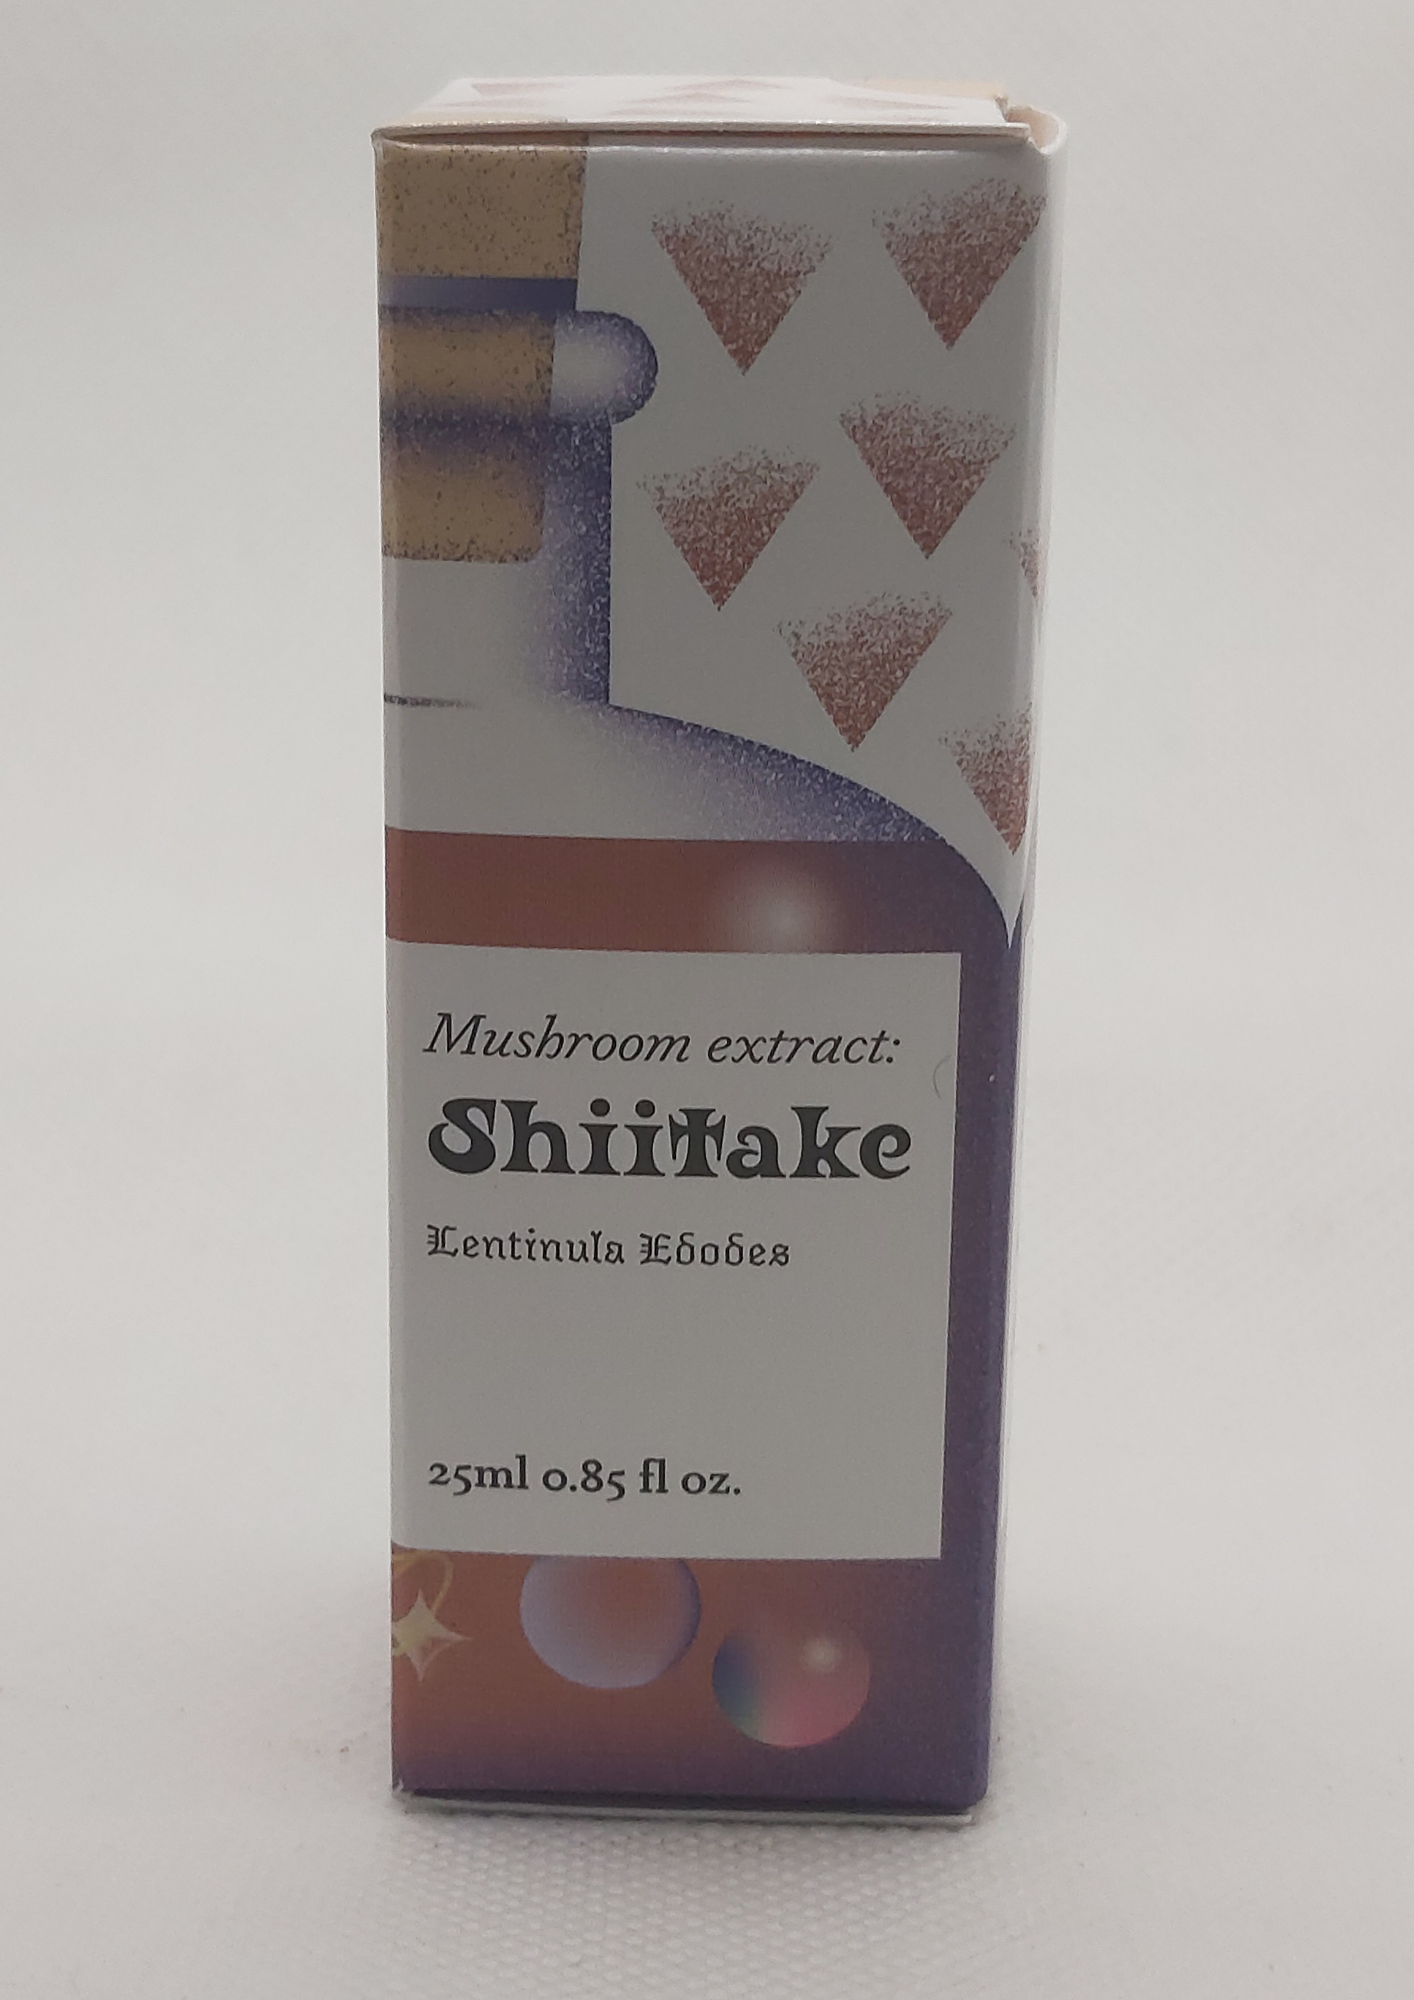 Mushroom extract:
Shiitake
Lentinula Edodes
25ml 0.85 fl oz.